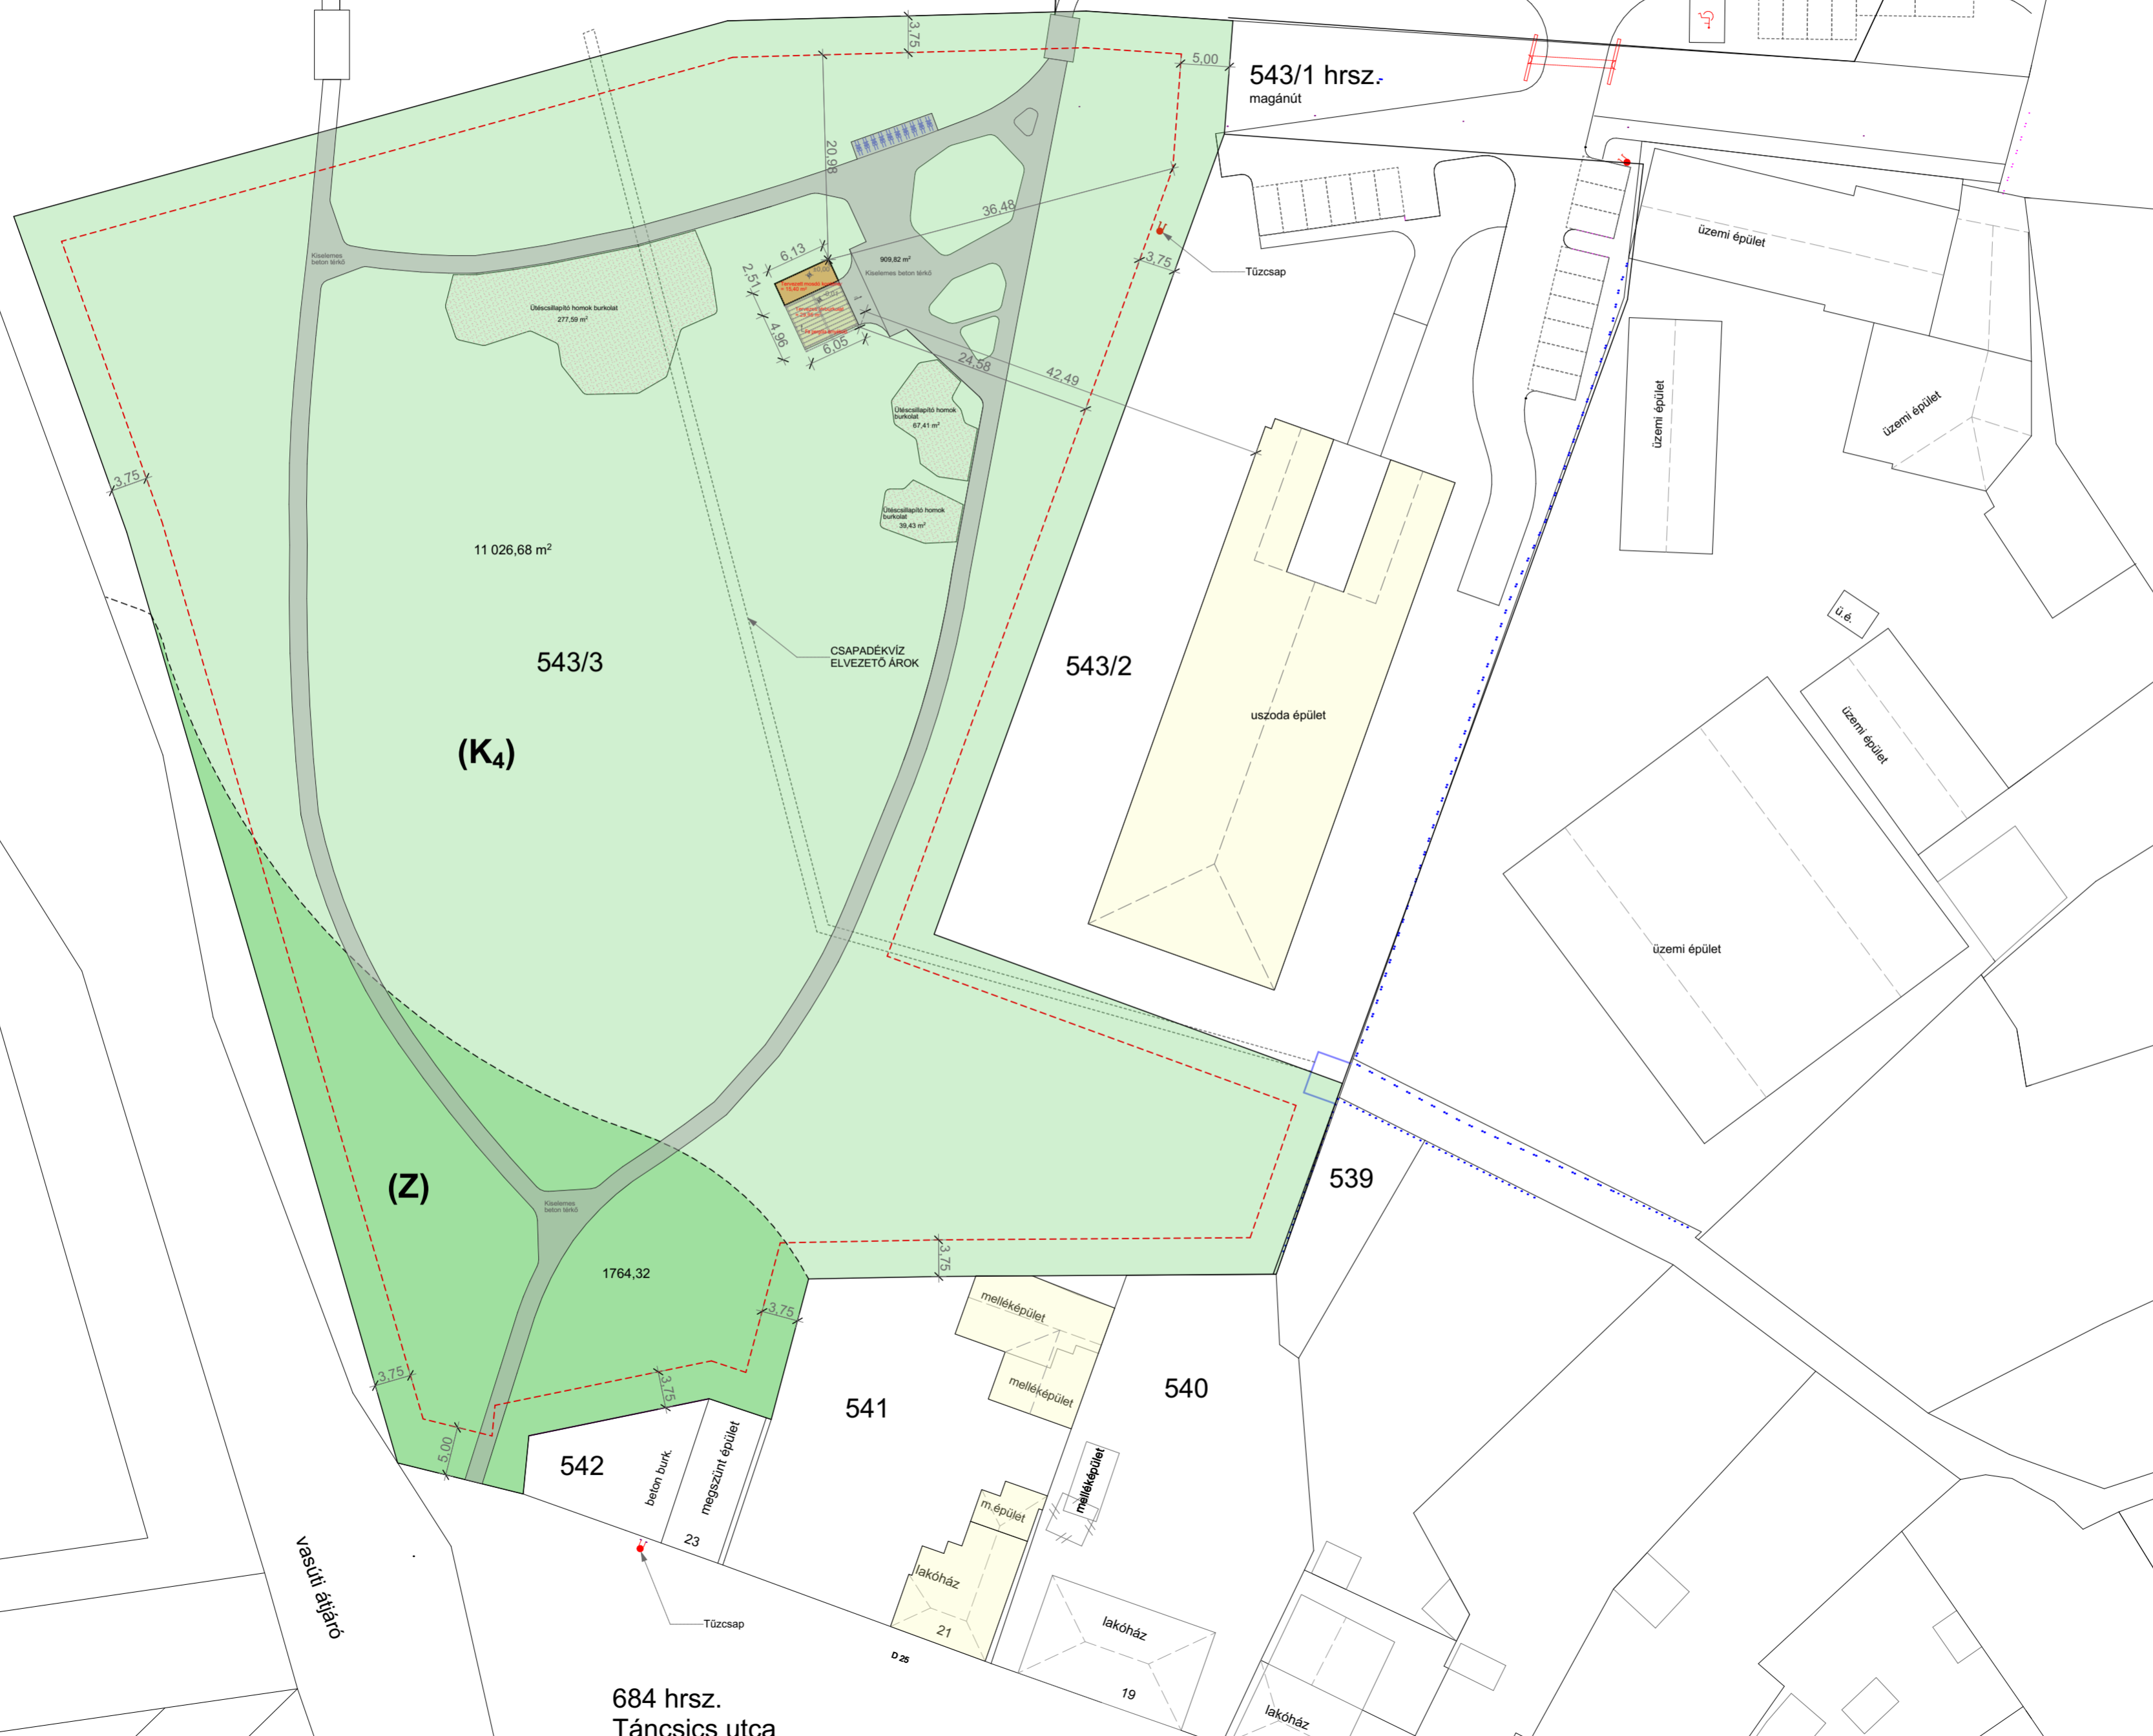 3,75
5,00
543/1 hrsz.
magánút
20,98
36,48
3,75
Tűzcsap
üzemi épület
Kiselemes
beton térkő
6,13
2,51
4,96
6,05
909,82 m²
Kiselemes beton térkő
Ütéscsillapító homok burkolat
277,59 m²
24,58
42,49
üzemi épület
üzemi épület
Ütéscsillapító homok
burkolat
67,41 m²
3,75
Ütéscsillapító homok
burkolat
39,43 m²
11 026,68 m²
ü.é.
CSAPADÉKVÍZ
ELVEZETŐ ÁROK
543/3
543/2
uszoda épület
üzemi épület
(K₄)
üzemi épület
539
(Z)
Kiselemes
beton térkő
3,75
1764,32
3,75
melléképület
3,75
3,75
melléképület
541
540
5,00
542
beton burk.
megszünt épület
melléképület
23
m.épület
lakóház
vasúti átjáró
Tűzcsap
21
lakóház
D 25
19
lakóház
684 hrsz.
Táncsics utca